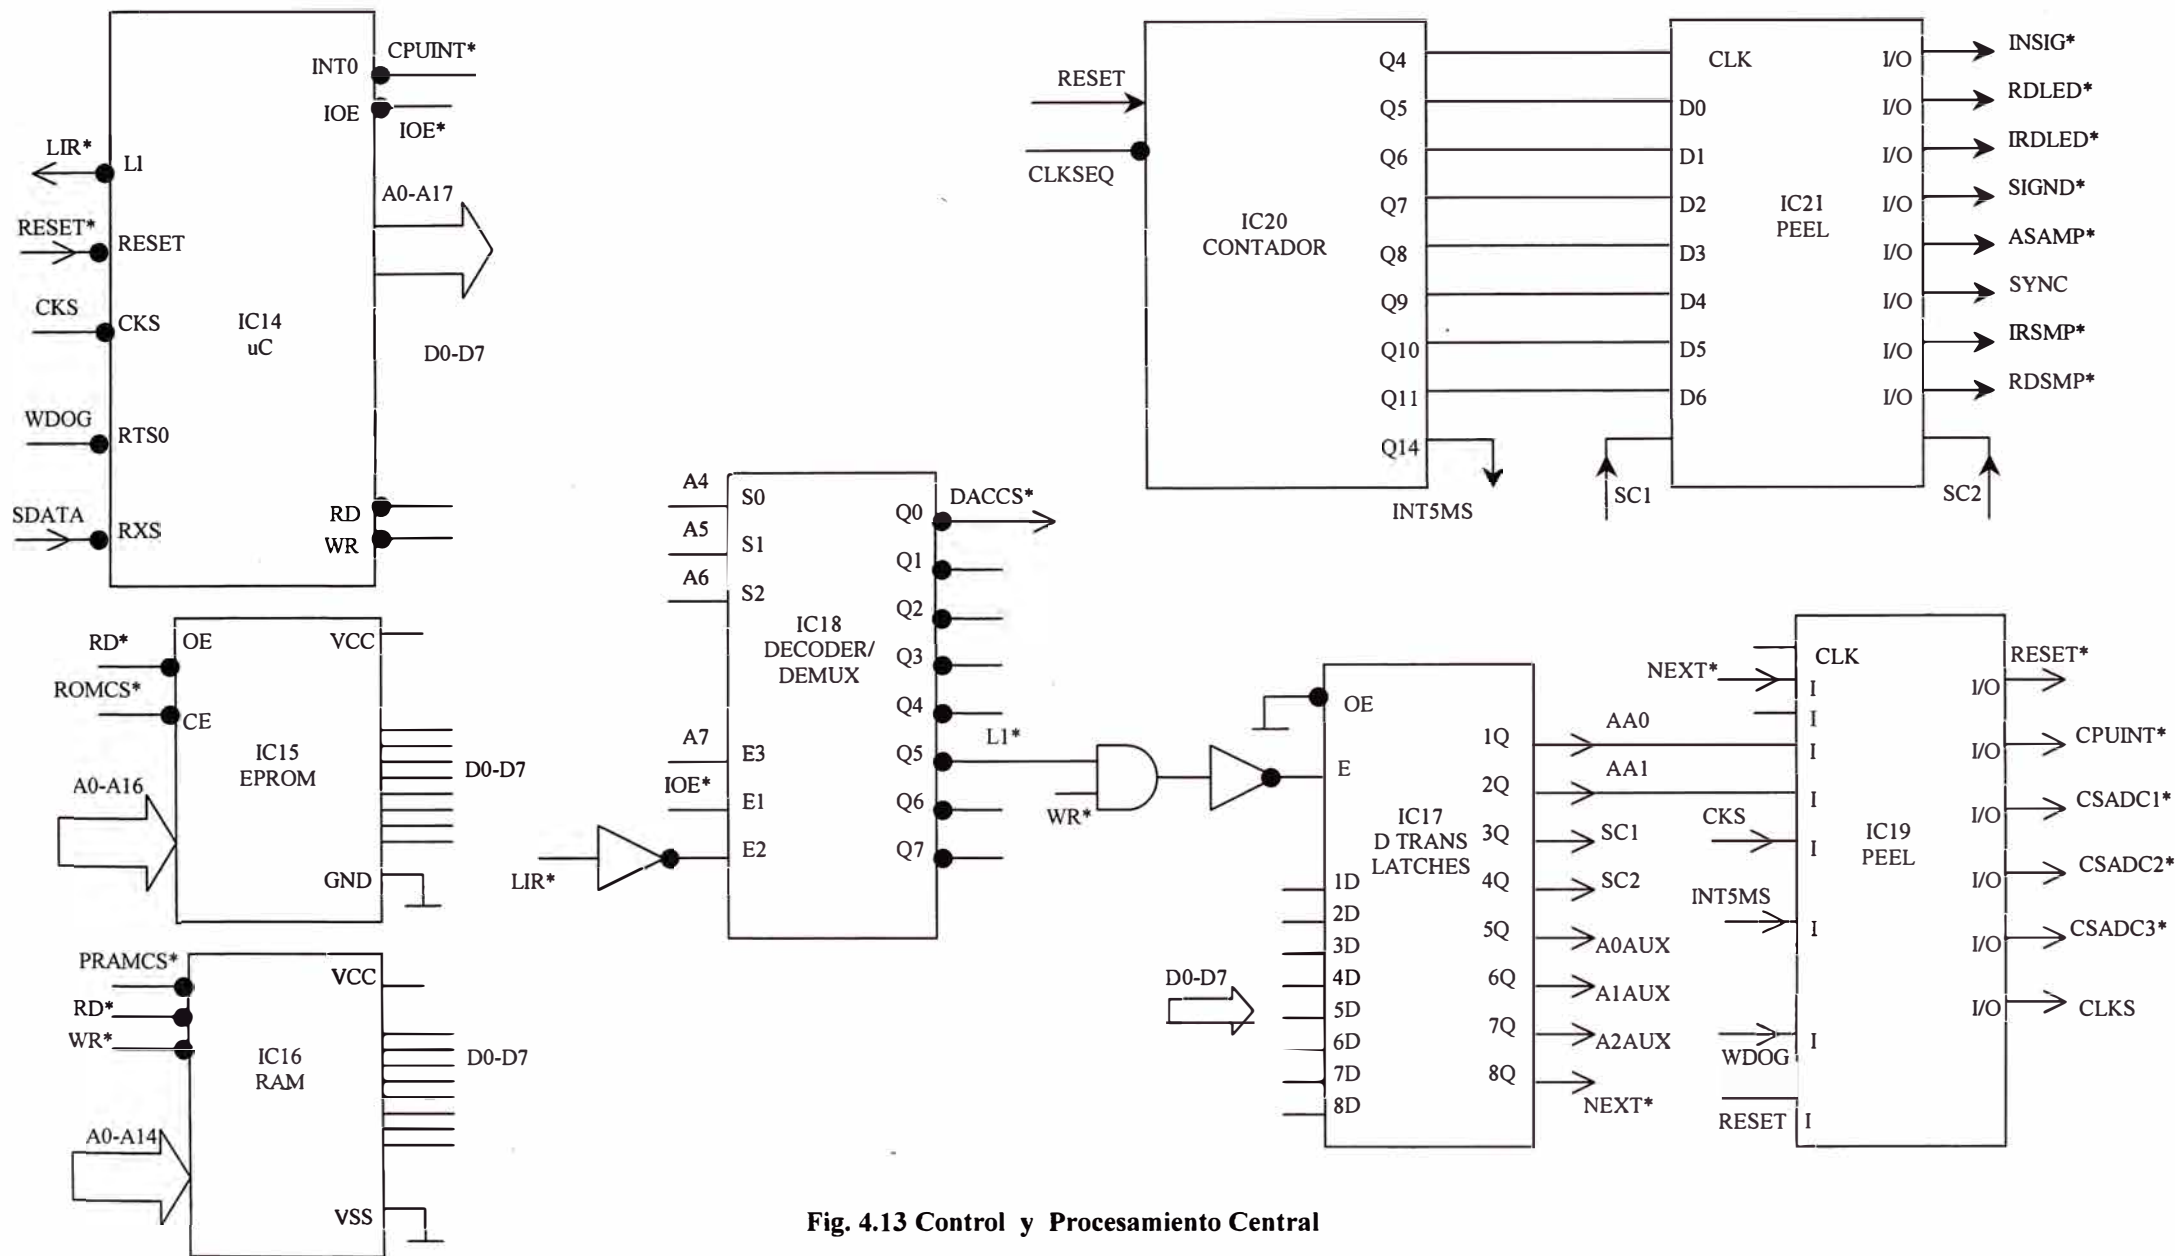 INT0
CPUINT*
IOE
IOE*
LIR*
L1
A0-A17
RESET*
RESET
CKS
CKS
IC14
uC
D0-D7
WDOG
RTS0
SDATA
RXS
RD
WR
RD*
OE
VCC
ROMCS*
CE
IC15
EPROM
D0-D7
A0-A16
GND
PRAMCS*
VCC
RD*
WR*
IC16
RAM
D0-D7
A0-A14
VSS
A4
S0
A5
S1
A6
S2
IC18
DECODER/
DEMUX
A7
E3
IOE*
E1
E2
LIR*
Q0
DACCS*
Q1
Q2
Q3
Q4
Q5
Q6
Q7
L1*
WR*
RESET
CLKSEQ
IC20
CONTADOR
Q4
Q5
Q6
Q7
Q8
Q9
Q10
Q11
Q14
INT5MS
CLK
D0
D1
D2
D3
D4
D5
D6
IC21
PEEL
SC1
SC2
I/O
INSIG*
I/O
RDLED*
I/O
IRDLED*
I/O
SIGND*
I/O
ASAMP*
I/O
SYNC
I/O
IRSMP*
I/O
RDSMP*
OE
E
IC17
D TRANS
LATCHES
1D
2D
3D
4D
5D
6D
7D
8D
D0-D7
1Q
AA0
2Q
AA1
3Q
SC1
4Q
SC2
5Q
A0AUX
6Q
A1AUX
7Q
A2AUX
8Q
NEXT*
CLK
NEXT*
I
I
I
I
CKS
I
INT5MS
I
WDOG
I
RESET
I
IC19
PEEL
I/O
RESET*
I/O
CPUINT*
I/O
CSADC1*
I/O
CSADC2*
I/O
CSADC3*
I/O
CLKS
Fig. 4.13 Control y Procesamiento Central